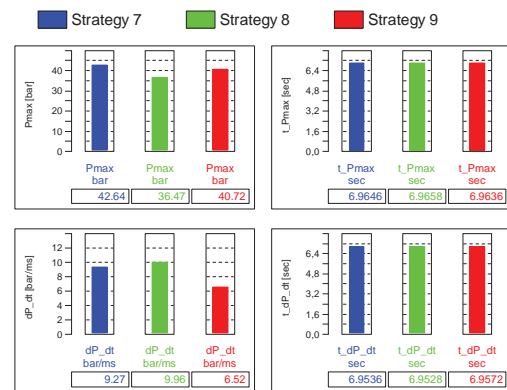 Strategy 7 Strategy 8 Strategy 9
Pmax [bar]
40
30
20
10
0
Pmax Pmax Pmax
bar bar bar
42.64 36.47 40.72
t_Pmax [sec]
6,4
4,8
3,2
1,6
0,0
t_Pmax t_Pmax t_Pmax
sec sec sec
6.9646 6.9658 6.9636
dP_dt [bar/ms]
12
10
8
6
4
2
0
dP_dt dP_dt dP_dt
bar/ms bar/ms bar/ms
9.27 9.96 6.52
t_dP_dt [sec]
6,4
4,8
3,2
1,6
0,0
t_dP_dt t_dP_dt t_dP_dt
sec sec sec
6.9536 6.9528 6.9572